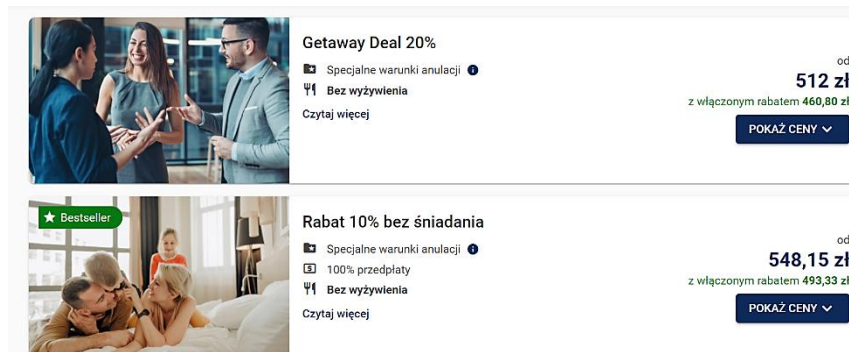 Getaway Deal 20%
Specjalne warunki anulacji
Bez wyżywienia
Czytaj więcej
od
512 zł
z włączonym rabatem 460,80 zł
POKAŻ CENY
Bestseller
Rabat 10% bez śniadania
Specjalne warunki anulacji
100% przedpłaty
Bez wyżywienia
Czytaj więcej
od
548,15 zł
z włączonym rabatem 493,33 zł
POKAŻ CENY